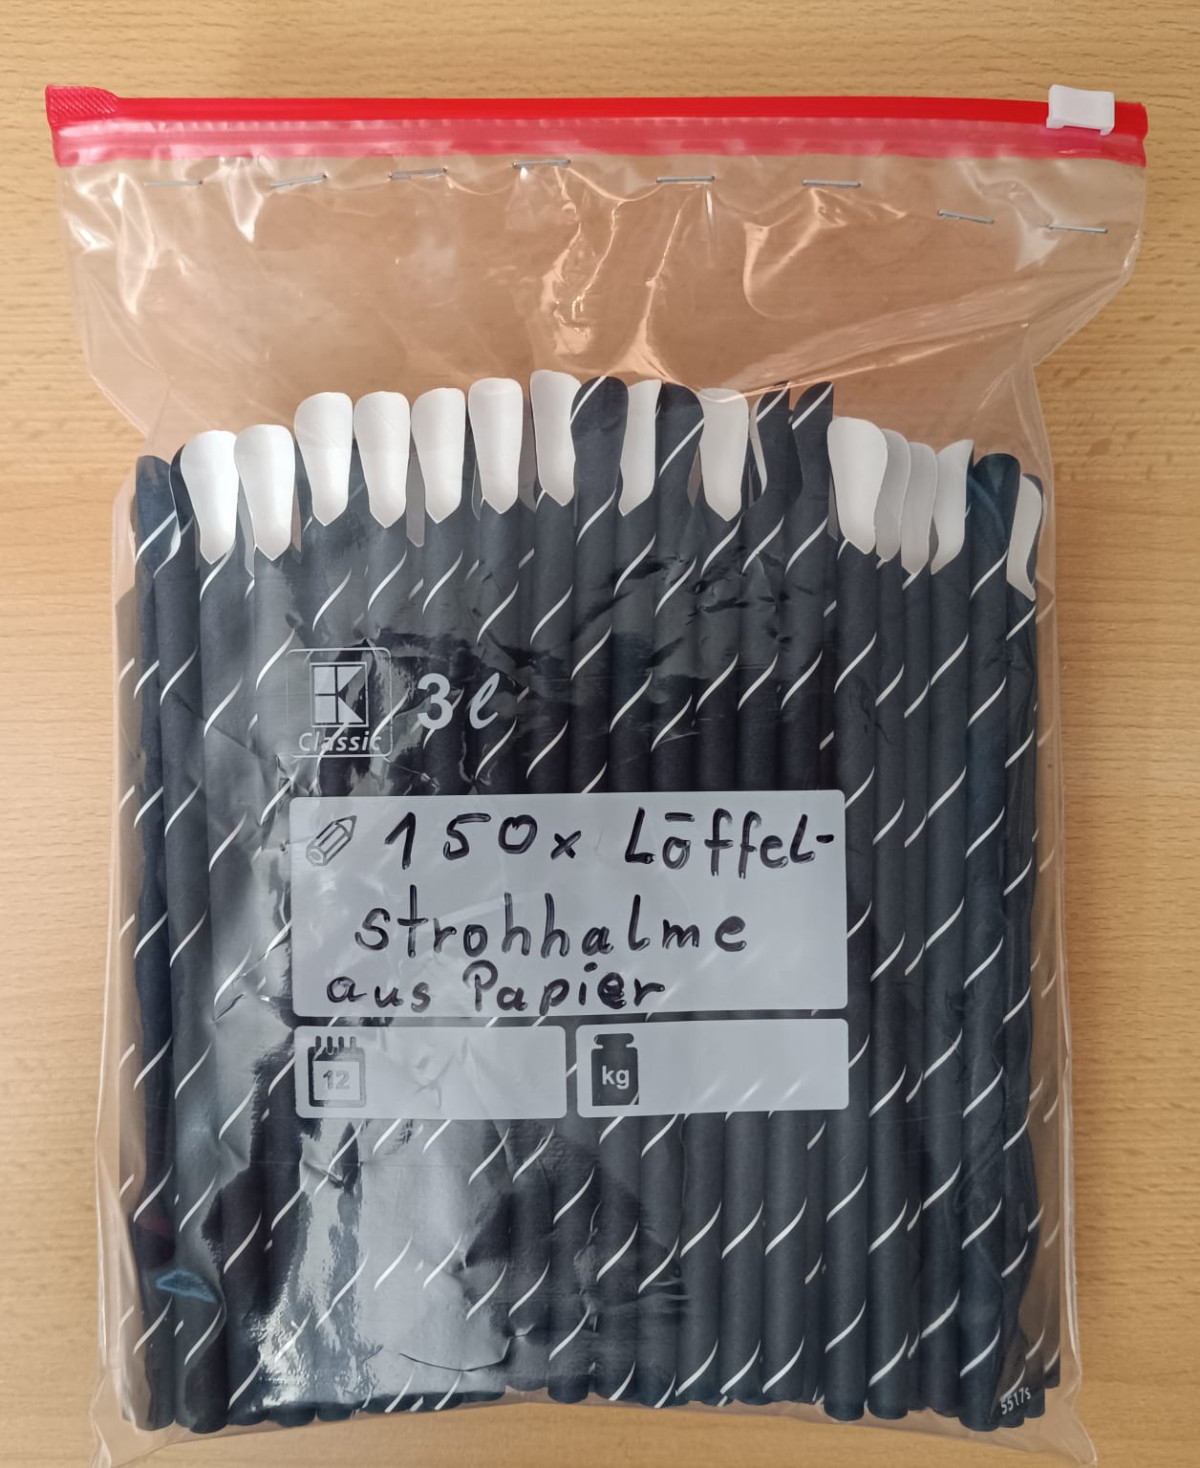 Classic
3ℓ
150x Löffel-
strohhalme
aus Papier
12
kg
5517s